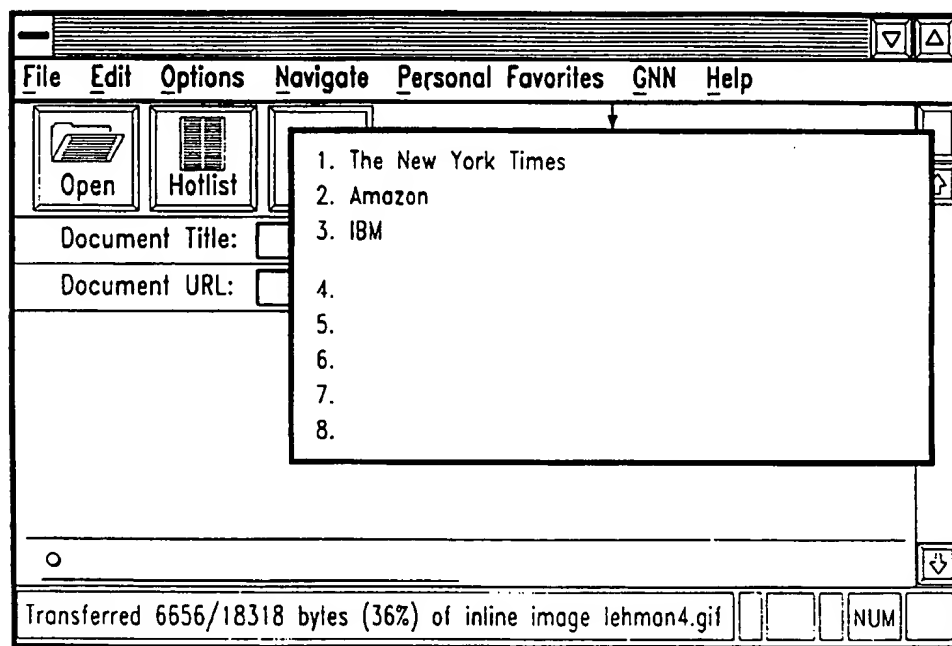 File Edit Options Navigate Personal Favorites GNN Help
Open Hotlist
1. The New York Times
2. Amazon
3. IBM
4.
5.
6.
7.
8.
Document Title:
Document URL:
Transferred 6656/18318 bytes (36%) of inline image lehman4.gif NUM